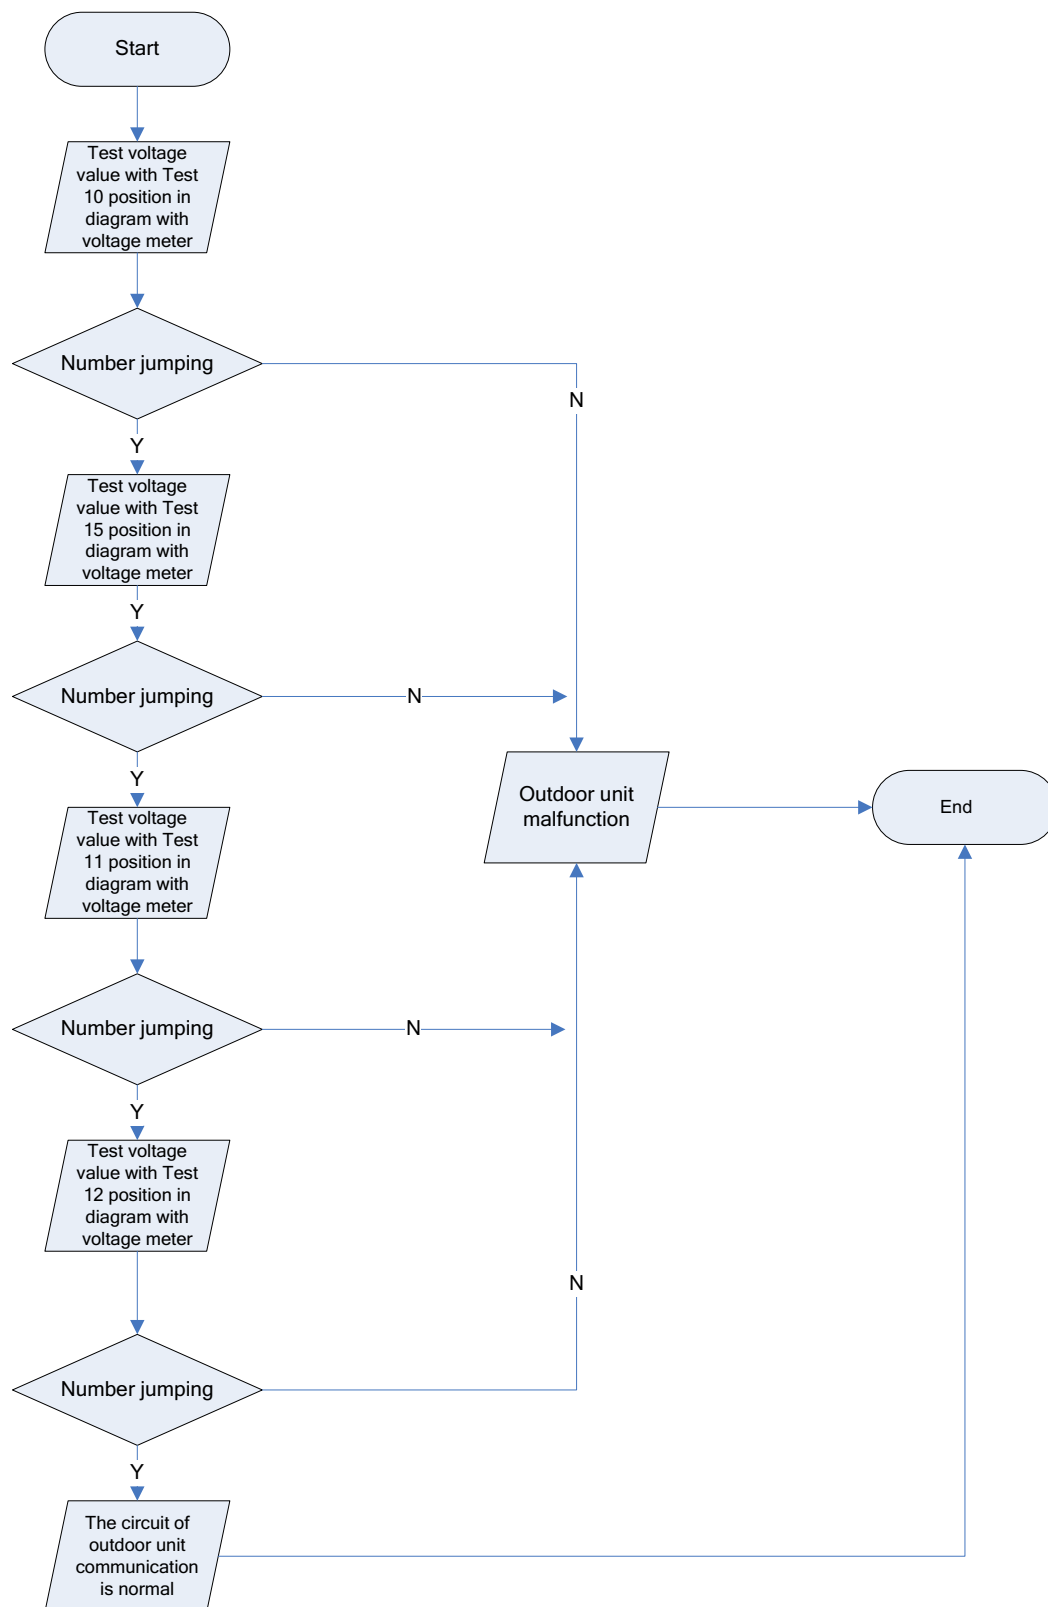 Start
Test voltage
value with Test
10 position in
diagram with
voltage meter
Number jumping
N
Y
Test voltage
value with Test
15 position in
diagram with
voltage meter
Y
Number jumping
N
Y
Test voltage
value with Test
11 position in
diagram with
voltage meter
Outdoor unit
malfunction
End
Number jumping
N
Y
Test voltage
value with Test
12 position in
diagram with
voltage meter
N
Number jumping
Y
The circuit of
outdoor unit
communication
is normal